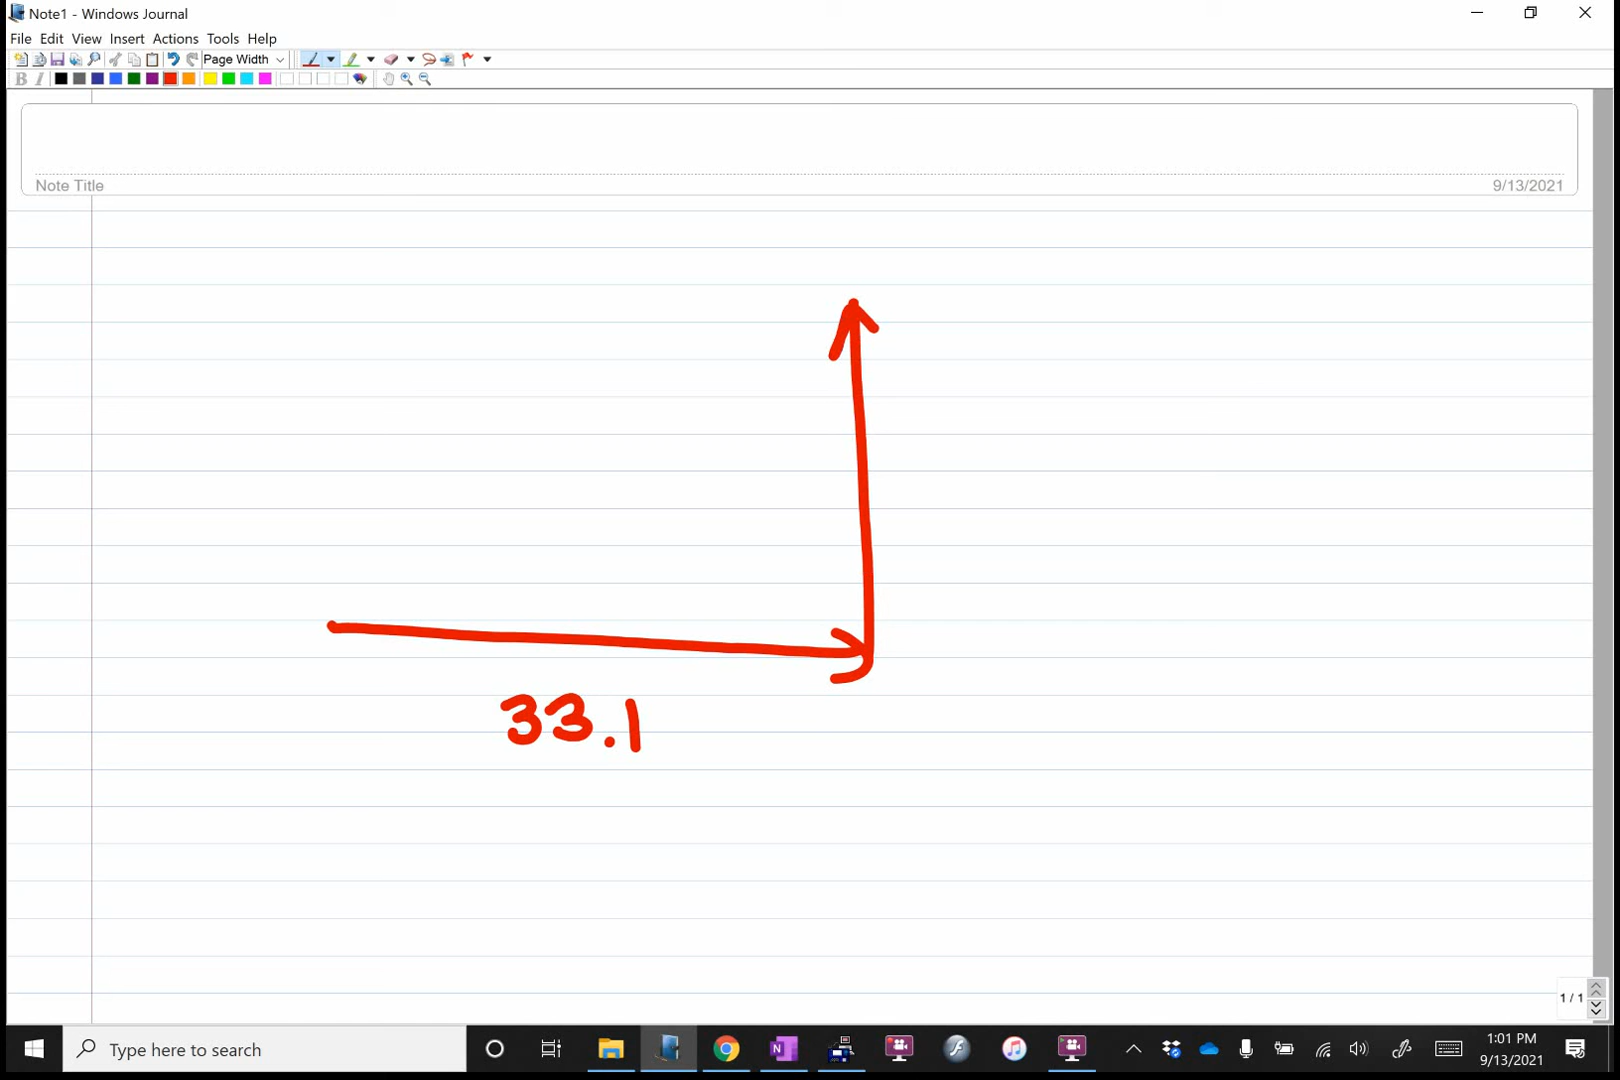 Note1 - Windows Journal
File Edit View Insert Actions Tools Help
Page Width
B I
Note Title
9/13/2021
33.1
1 / 1
Type here to search
1:01 PM
9/13/2021